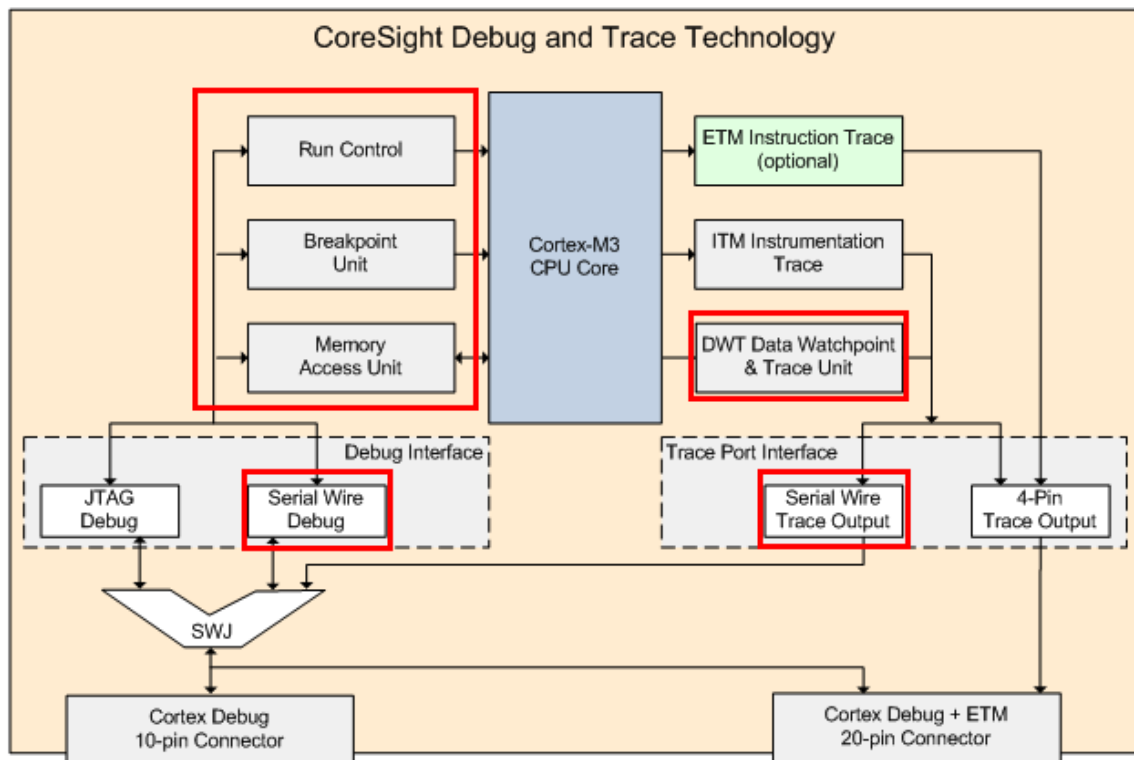 CoreSight Debug and Trace Technology
Run Control
Breakpoint
Unit
Memory
Access Unit
Cortex-M3
CPU Core
ETM Instruction Trace
(optional)
ITM Instrumentation
Trace
DWT Data Watchpoint
& Trace Unit
Debug Interface
JTAG
Debug
Serial Wire
Debug
Trace Port Interface
Serial Wire
Trace Output
4-Pin
Trace Output
SWJ
Cortex Debug
10-pin Connector
Cortex Debug + ETM
20-pin Connector